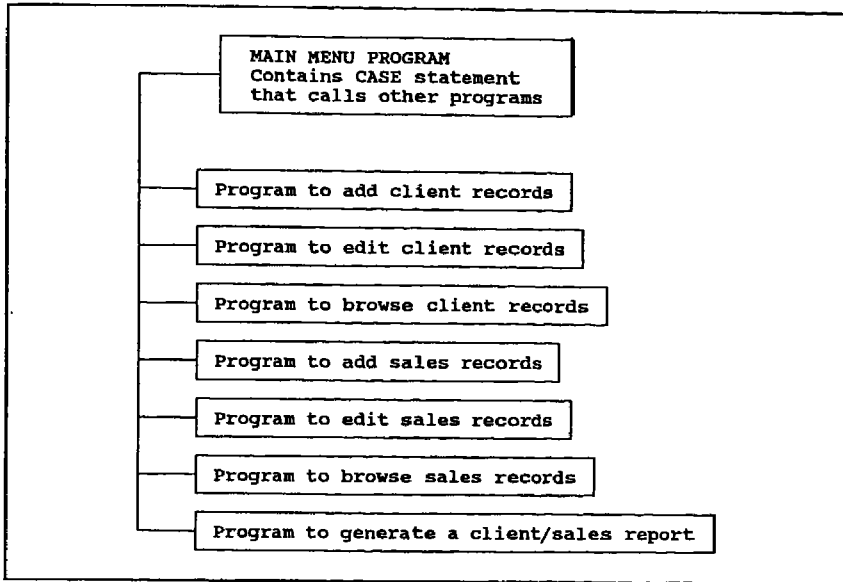 MAIN MENU PROGRAM
Contains CASE statement
that calls other programs
Program to add client records
Program to edit client records
Program to browse client records
Program to add sales records
Program to edit sales records
Program to browse sales records
Program to generate a client/sales report